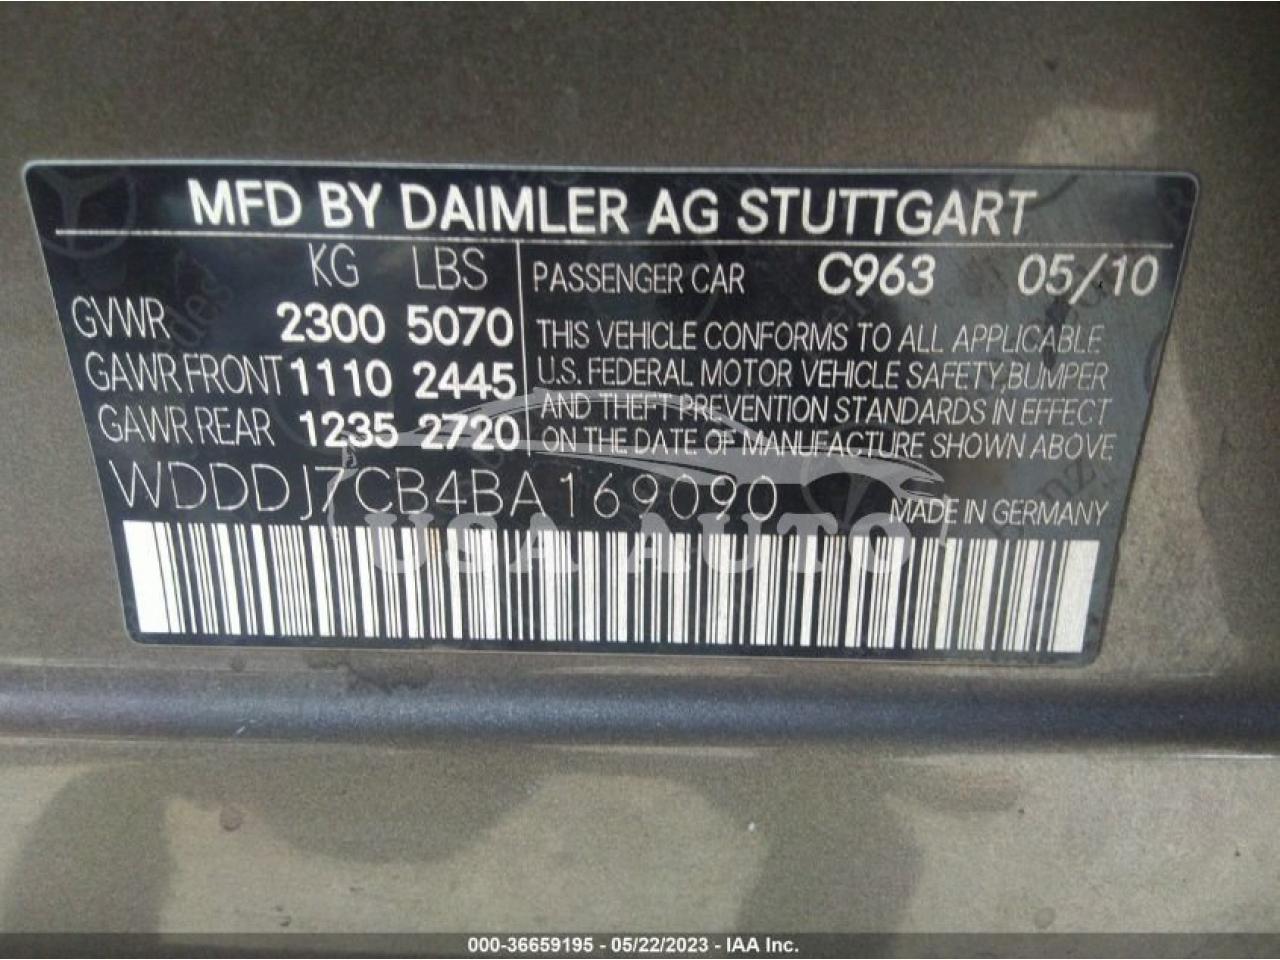 MFD BY DAIMLER AG STUTTGART
KG LBS
GVWR 2300 5070
GAWR FRONT 1110 2445
GAWR REAR 1235 2720
PASSENGER CAR C963 05/10
THIS VEHICLE CONFORMS TO ALL APPLICABLE
U.S. FEDERAL MOTOR VEHICLE SAFETY, BUMPER
AND THEFT PREVENTION STANDARDS IN EFFECT
ON THE DATE OF MANUFACTURE SHOWN ABOVE.
WDDDJ7CB4BA169090 MADE IN GERMANY
USA AUTO
000-36659195 - 05/22/2023 - IAA Inc.